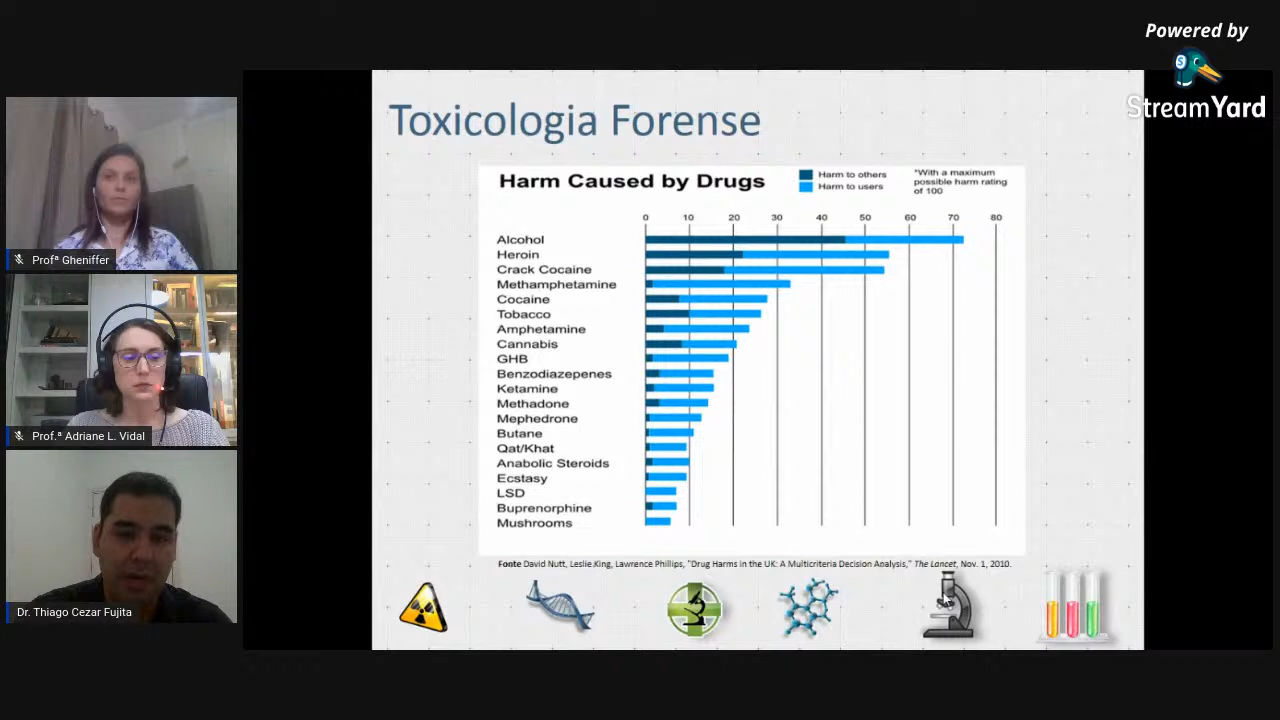 Powered by
StreamYard
Toxicologia Forense
Harm Caused by Drugs
Harm to others
Harm to users
*With a maximum
possible harm rating
of 100
0 10 20 30 40 50 60 70 80
Alcohol
Heroin
Crack Cocaine
Methamphetamine
Cocaine
Tobacco
Amphetamine
Cannabis
GHB
Benzodiazepenes
Ketamine
Methadone
Mephedrone
Butane
Qat/Khat
Anabolic Steroids
Ecstasy
LSD
Buprenorphine
Mushrooms
Fonte David Nutt, Leslie King, Lawrence Phillips, "Drug Harms in the UK: A Multicriteria Decision Analysis," The Lancet, Nov. 1, 2010.
Profª Gheniffer
Prof.ª Adriane L. Vidal
Dr. Thiago Cezar Fujita